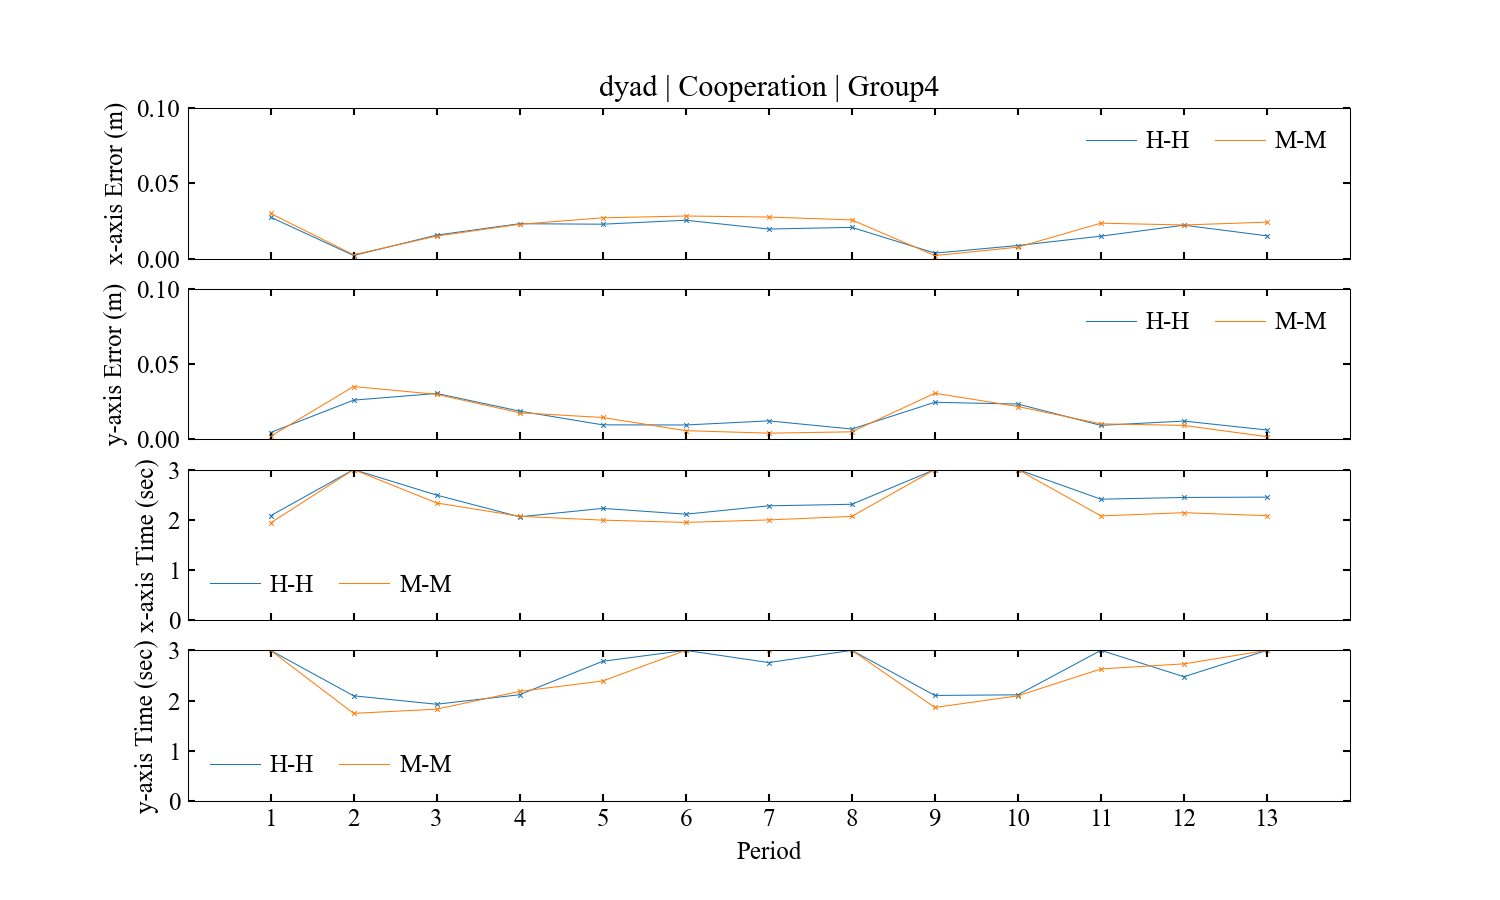 dyad | Cooperation | Group4
x-axis Error (m)
0.10
0.05
0.00
H-H M-M
y-axis Error (m)
0.10
0.05
0.00
H-H M-M
x-axis Time (sec)
3
2
1
0
H-H M-M
y-axis Time (sec)
3
2
1
0
H-H M-M
1 2 3 4 5 6 7 8 9 10 11 12 13
Period